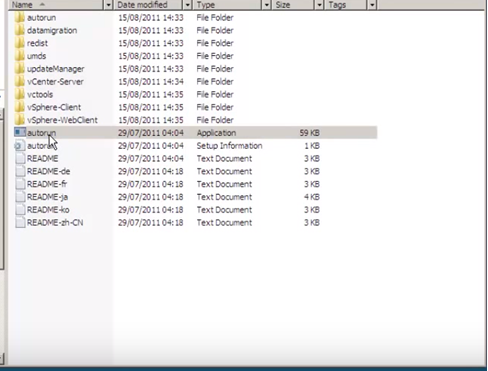 Name Date modified Type Size Tags
autorun 15/08/2011 14:33 File Folder
datamigration 15/08/2011 14:33 File Folder
redist 15/08/2011 14:33 File Folder
umds 15/08/2011 14:33 File Folder
updateManager 15/08/2011 14:33 File Folder
vCenter-Server 15/08/2011 14:34 File Folder
vctools 15/08/2011 14:35 File Folder
vSphere-Client 15/08/2011 14:35 File Folder
vSphere-WebClient 15/08/2011 14:35 File Folder
autorun 29/07/2011 04:04 Application 59 KB
29/07/2011 04:04 Setup Information 1 KB
README 29/07/2011 04:04 Text Document 3 KB
README-de 29/07/2011 04:18 Text Document 3 KB
README-fr 29/07/2011 04:18 Text Document 3 KB
README-ja 29/07/2011 04:18 Text Document 4 KB
README-ko 29/07/2011 04:18 Text Document 3 KB
README-zh-CN 29/07/2011 04:18 Text Document 3 KB